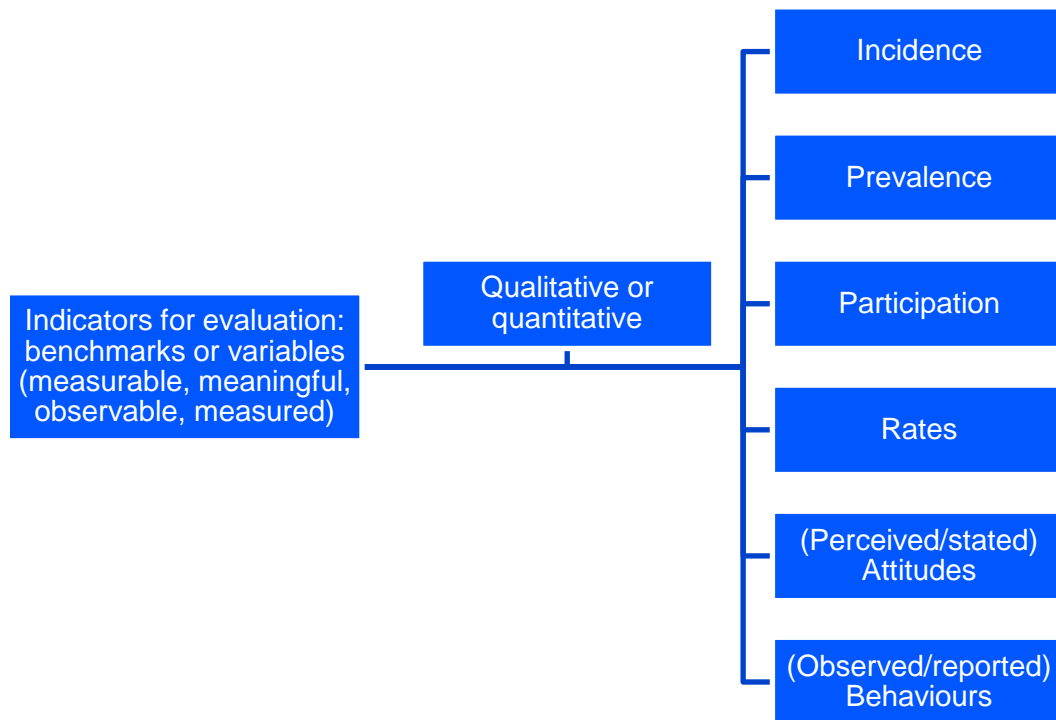 Indicators for evaluation:
benchmarks or variables
(measurable, meaningful,
observable, measured)
Qualitative or
quantitative
Incidence
Prevalence
Participation
Rates
(Perceived/stated)
Attitudes
(Observed/reported)
Behaviours